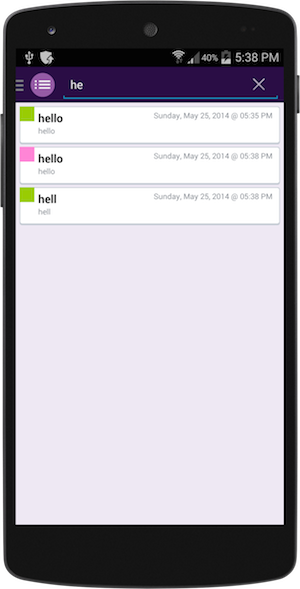 40% 5:38 PM
he
hello Sunday, May 25, 2014 @ 05:35 PM
hello
hello Sunday, May 25, 2014 @ 05:38 PM
hello
hell Sunday, May 25, 2014 @ 05:38 PM
hell